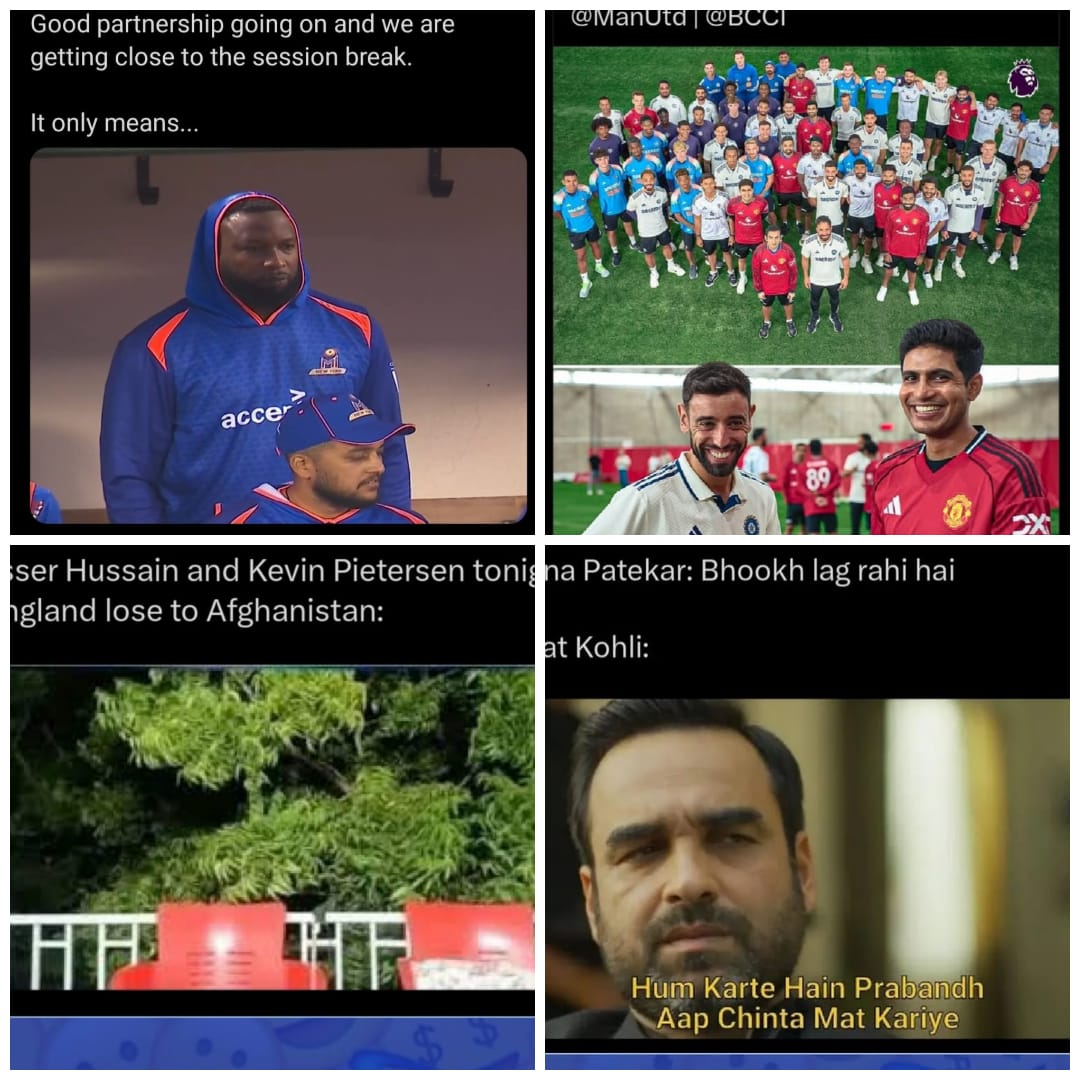 Good partnership going on and we are
getting close to the session break.
It only means...
NEW YORK
@ManUtd | @BCCI
89
sser Hussain and Kevin Pietersen tonig
ngland lose to Afghanistan:
na Patekar: Bhookh lag rahi hai
at Kohli:
Hum Karte Hain Prabandh
Aap Chinta Mat Kariye